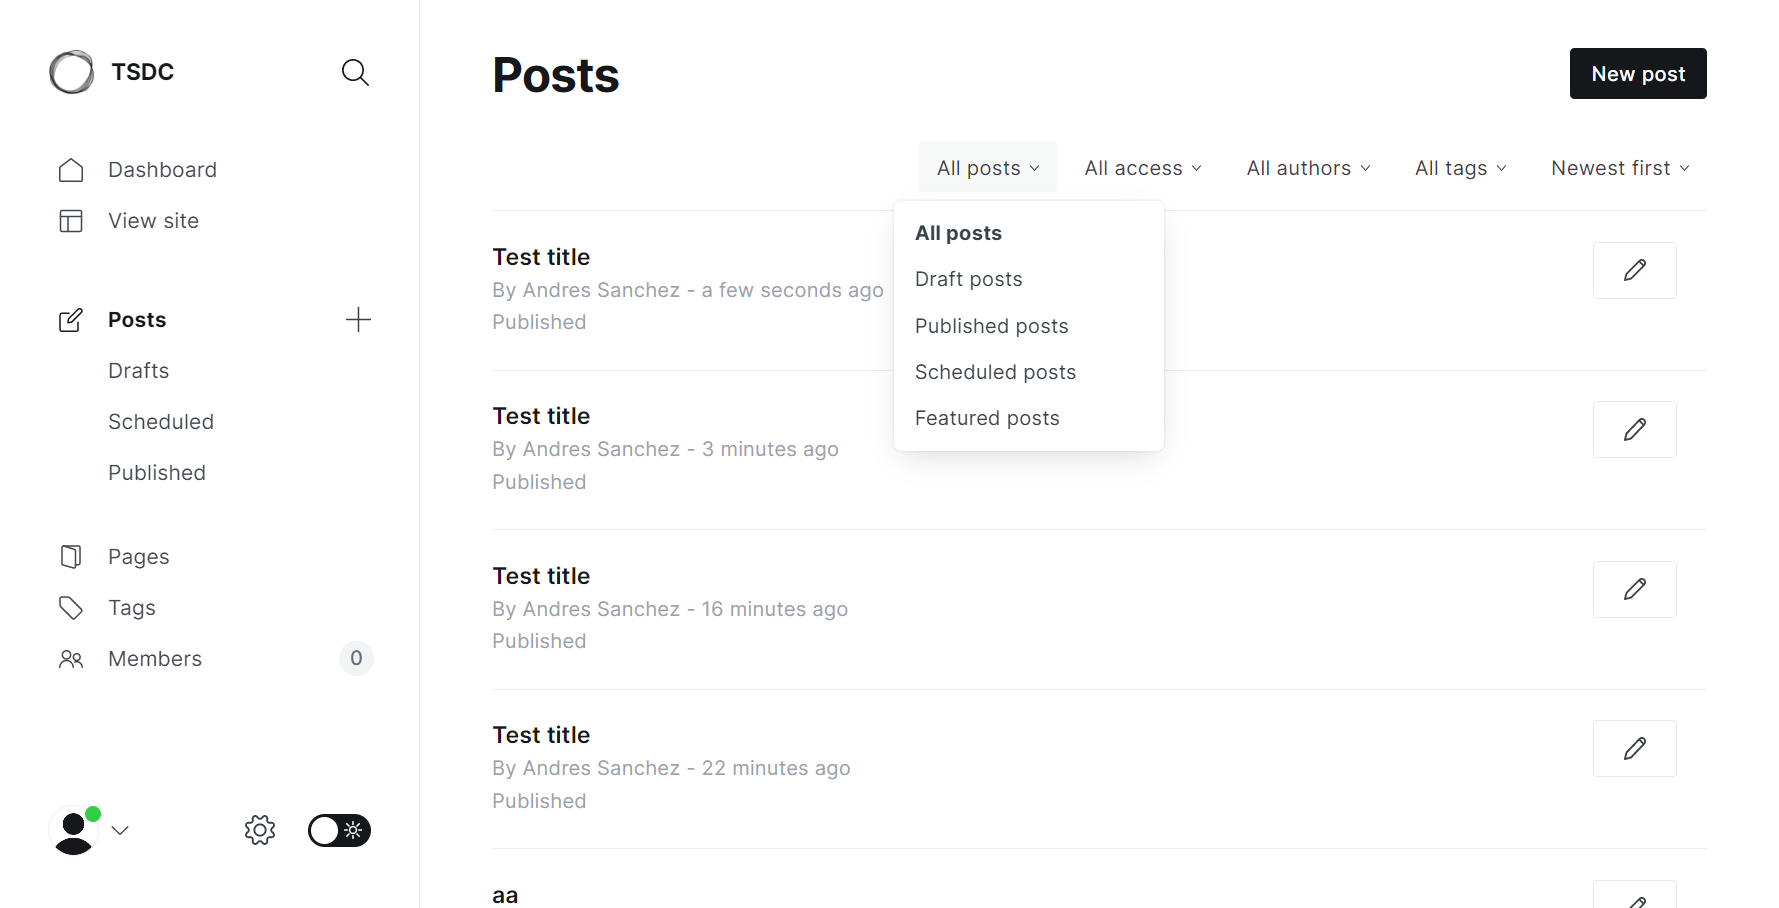 TSDC
Dashboard
View site
Posts
Drafts
Scheduled
Published
Pages
Tags
Members 0
Posts
New post
All posts All access All authors All tags Newest first
All posts
Draft posts
Published posts
Scheduled posts
Featured posts
Test title
By Andres Sanchez - a few seconds ago
Published
Test title
By Andres Sanchez - 3 minutes ago
Published
Test title
By Andres Sanchez - 16 minutes ago
Published
Test title
By Andres Sanchez - 22 minutes ago
Published
aa